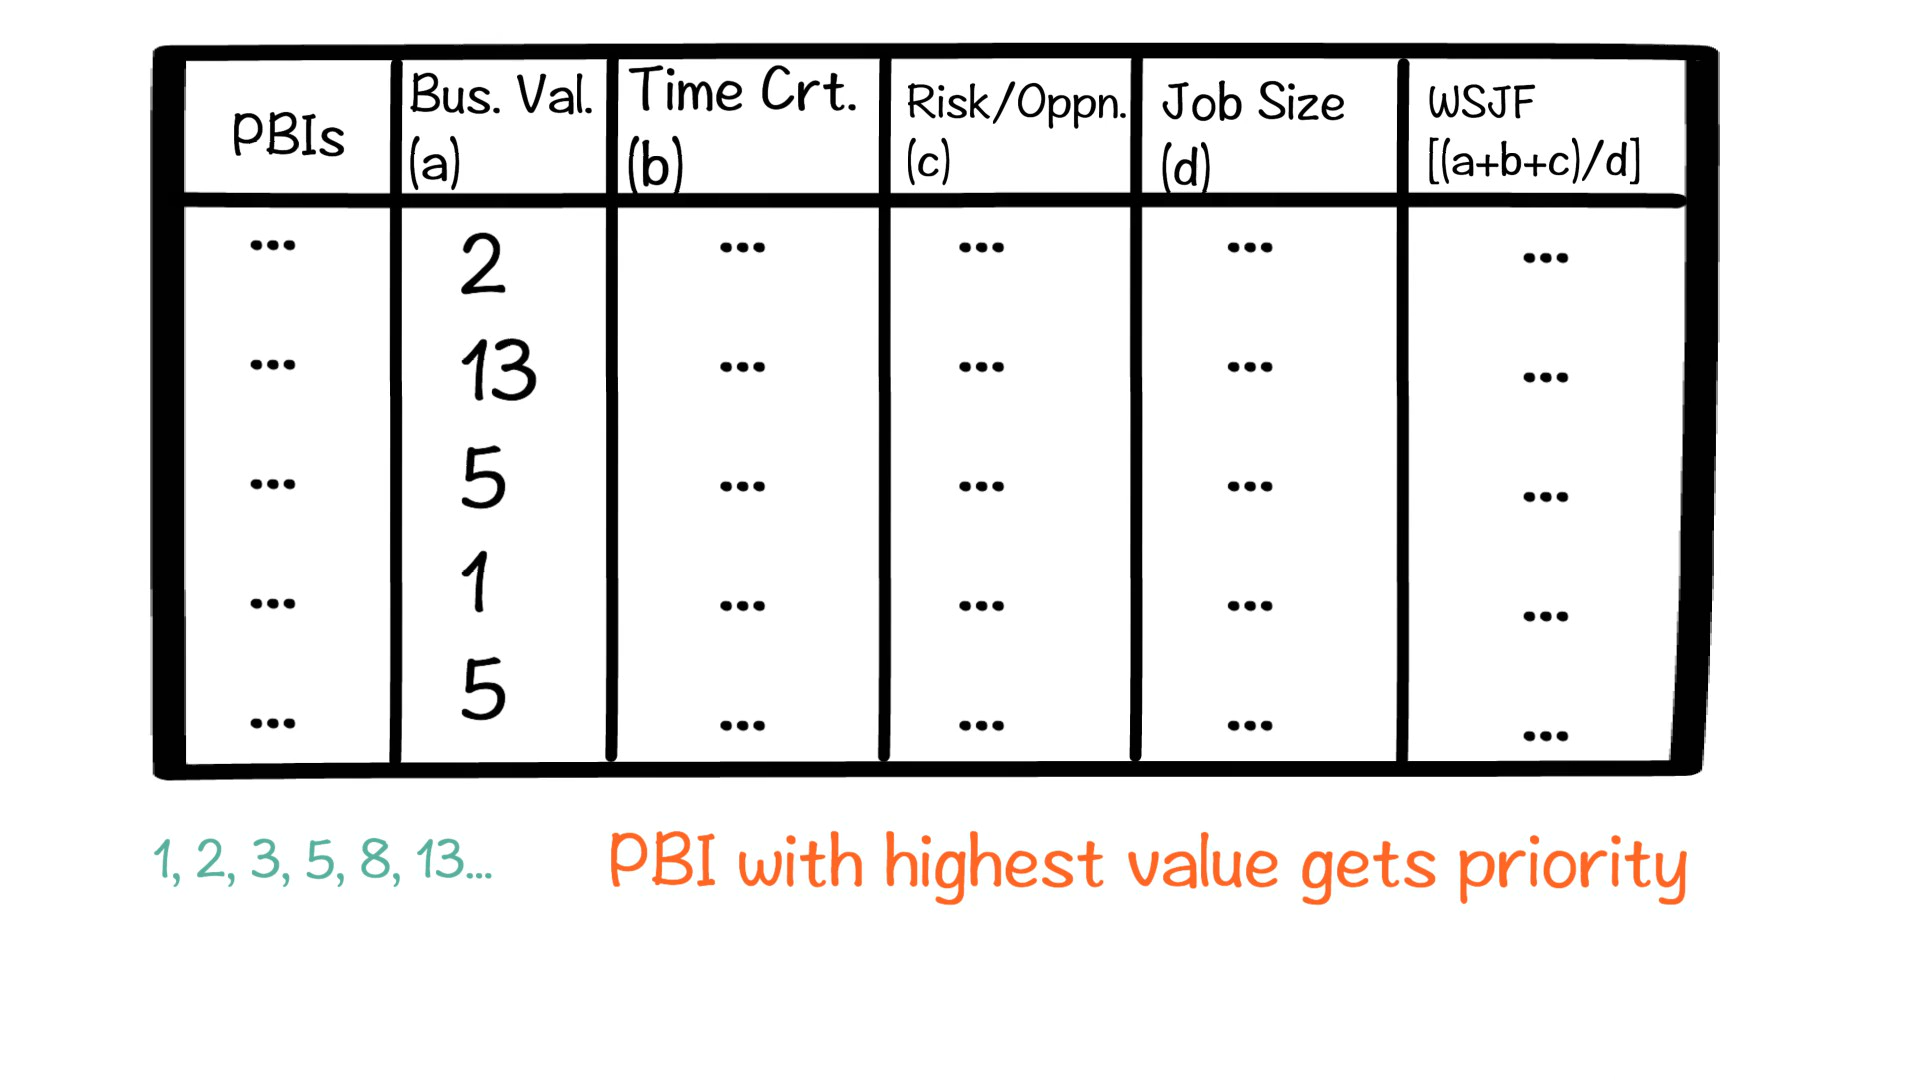 PBIs
Bus. Val.
(a)
Time Crt.
(b)
Risk/Oppn.
(c)
Job Size
(d)
WSJF
[(a+b+c)/d]
... 2 ... ... ... ...
... 13 ... ... ... ...
... 5 ... ... ... ...
... 1 ... ... ... ...
... 5 ... ... ... ...
1, 2, 3, 5, 8, 13...
PBI with highest value gets priority